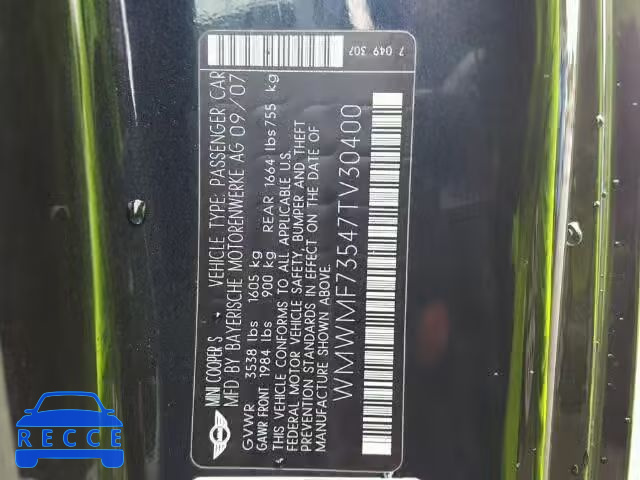 MINI COOPER S VEHICLE TYPE: PASSENGER CAR
MFD BY BAYERISCHE MOTORENWERKE AG 09/07
GVWR 3538 lbs 1605 kg
GAWR FRONT 1984 lbs 900 kg REAR 1664 lbs 755 kg
THIS VEHICLE CONFORMS TO ALL APPLICABLE U.S.
FEDERAL MOTOR VEHICLE SAFETY, BUMPER AND THEFT
PREVENTION STANDARDS IN EFFECT ON THE DATE OF
MANUFACTURE SHOWN ABOVE.
WMWMF73547TV30400
7 049 307
RECCE